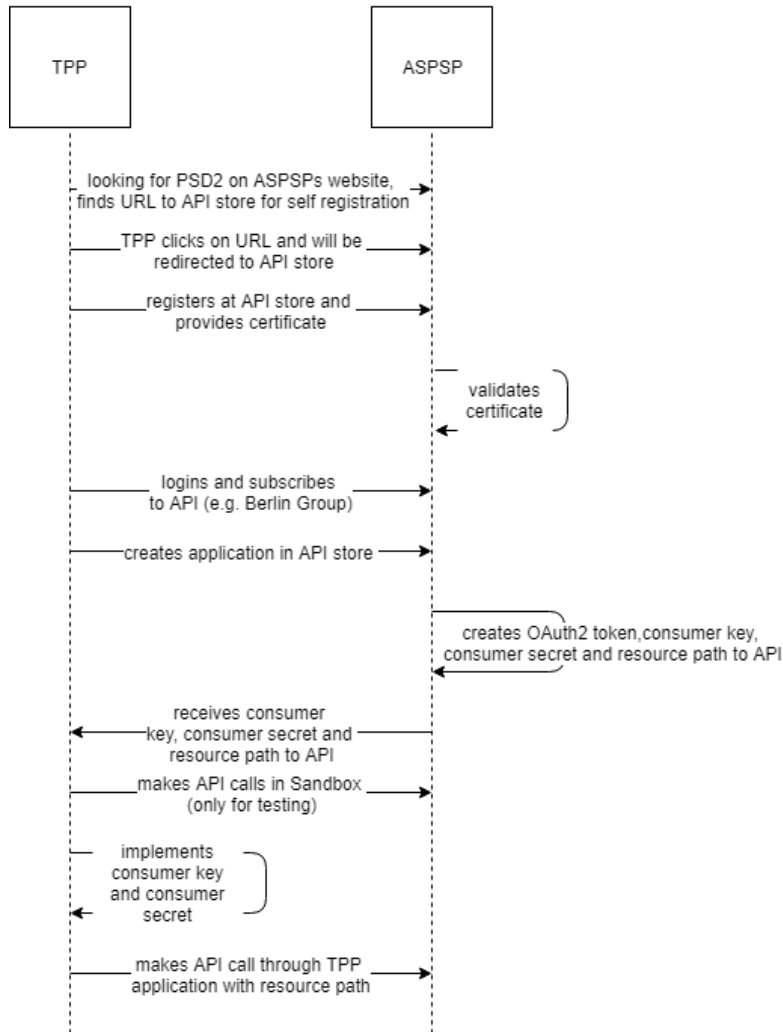 TPP
ASPSP
looking for PSD2 on ASPSPs website,
finds URL to API store for self registration
TPP clicks on URL and will be
redirected to API store
registers at API store and
provides certificate
validates
certificate
logins and subscribes
to API (e.g. Berlin Group)
creates application in API store
creates OAuth2 token,consumer key,
consumer secret and resource path to API
receives consumer
key, consumer secret and
resource path to API
makes API calls in Sandbox
(only for testing)
implements
consumer key
and consumer
secret
makes API call through TPP
application with resource path